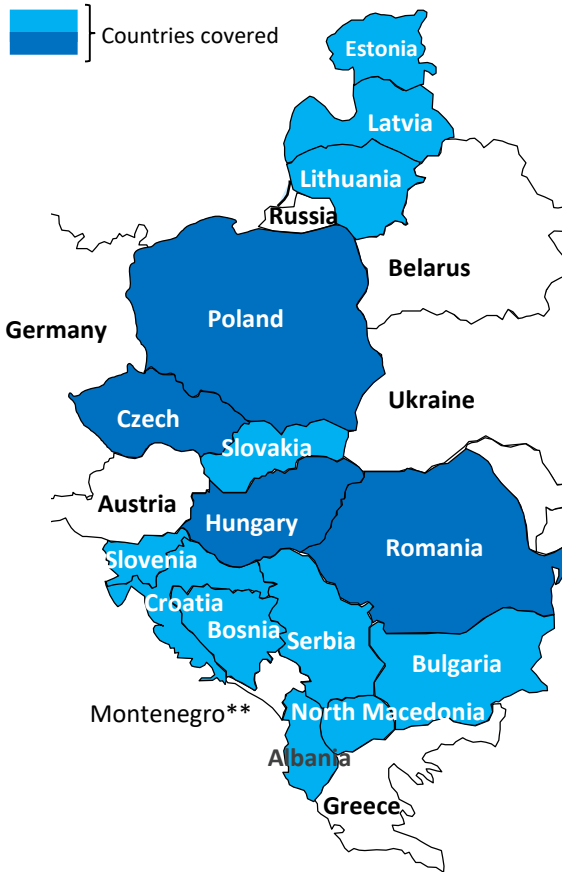 Countries covered
Estonia
Latvia
Lithuania
Russia
Belarus
Poland
Germany
Ukraine
Czech
Slovakia
Austria
Hungary
Romania
Slovenia
Croatia
Bosnia
Serbia
Bulgaria
Montenegro**
North Macedonia
Albania
Greece